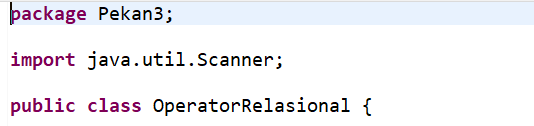 package Pekan3;
import java.util.Scanner;
public class OperatorRelasional {